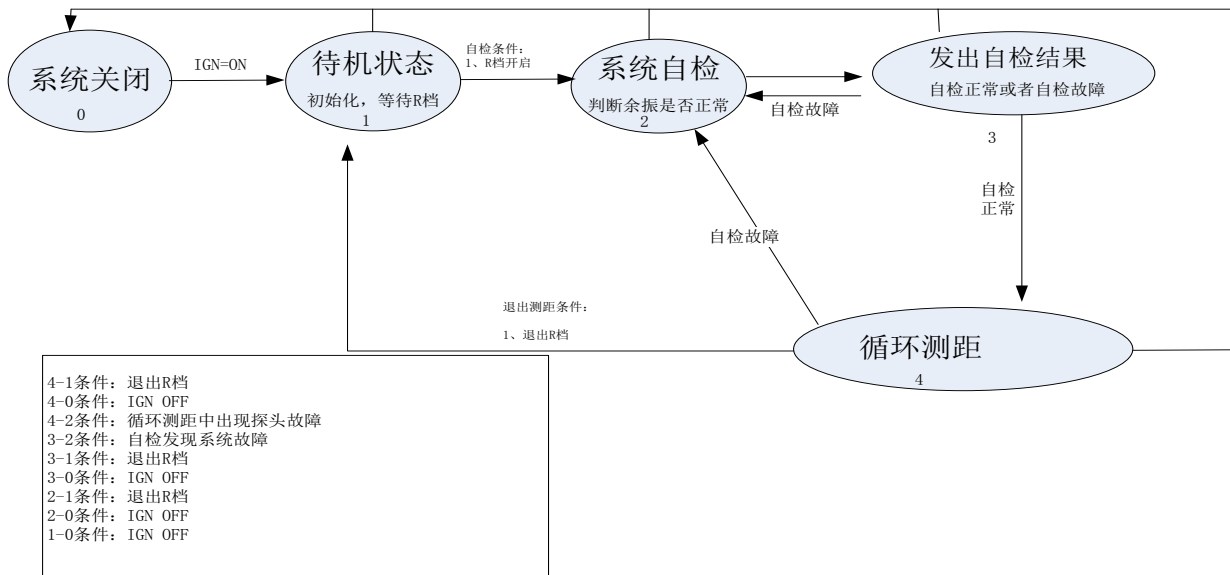 系统关闭
0
IGN=ON
待机状态
初始化，等待R档
1
自检条件：
1、R档开启
系统自检
判断余振是否正常
2
自检故障
发出自检结果
自检正常或者自检故障
3
自检
正常
自检故障
退出测距条件：
1、退出R档
循环测距
4
4-1条件：退出R档
4-0条件：IGN OFF
4-2条件：循环测距中出现探头故障
3-2条件：自检发现系统故障
3-1条件：退出R档
3-0条件：IGN OFF
2-1条件：退出R档
2-0条件：IGN OFF
1-0条件：IGN OFF